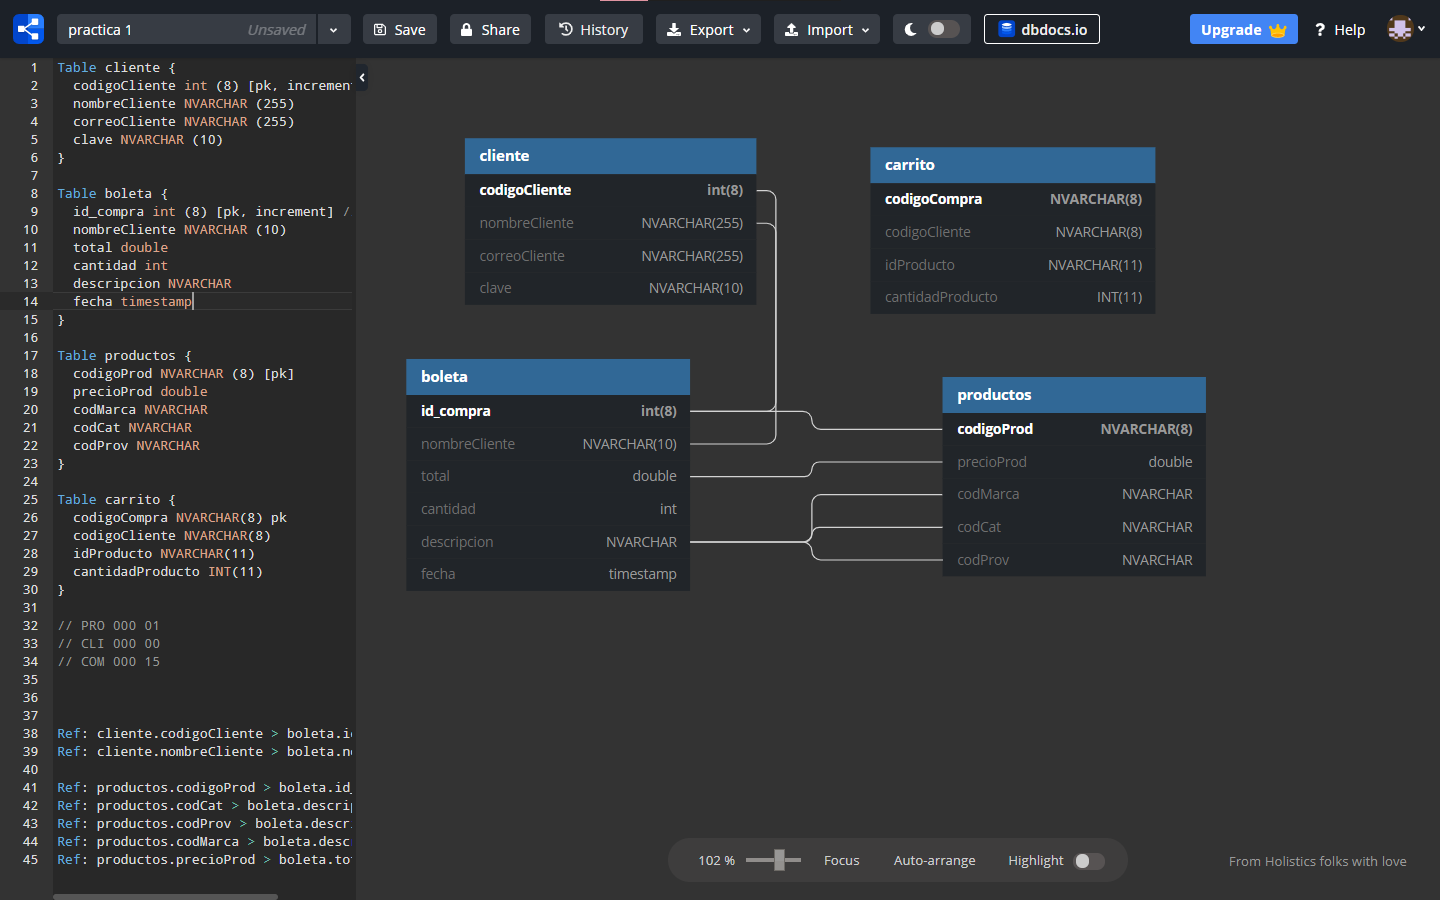 practica 1
Unsaved
Save
Share
History
Export
Import
dbdocs.io
Upgrade
? Help
1 Table cliente {
2 codigoCliente int (8) [pk, incremen
3 nombreCliente NVARCHAR (255)
4 correoCliente NVARCHAR (255)
5 clave NVARCHAR (10)
6 }
7
8 Table boleta {
9 id_compra int (8) [pk, increment] /
10 nombreCliente NVARCHAR (10)
11 total double
12 cantidad int
13 descripcion NVARCHAR
14 fecha timestamp
15 }
16
17 Table productos {
18 codigoProd NVARCHAR (8) [pk]
19 precioProd double
20 codMarca NVARCHAR
21 codCat NVARCHAR
22 codProv NVARCHAR
23 }
24
25 Table carrito {
26 codigoCompra NVARCHAR(8) pk
27 codigoCliente NVARCHAR(8)
28 idProducto NVARCHAR(11)
29 cantidadProducto INT(11)
30 }
31
32 // PRO 000 01
33 // CLI 000 00
34 // COM 000 15
35
36
37
38 Ref: cliente.codigoCliente > boleta.i
39 Ref: cliente.nombreCliente > boleta.n
40
41 Ref: productos.codigoProd > boleta.id_
42 Ref: productos.codCat > boleta.descrip
43 Ref: productos.codProv > boleta.descr
44 Ref: productos.codMarca > boleta.desc
45 Ref: productos.precioProd > boleta.to
cliente
codigoCliente int(8)
nombreCliente NVARCHAR(255)
correoCliente NVARCHAR(255)
clave NVARCHAR(10)
carrito
codigoCompra NVARCHAR(8)
codigoCliente NVARCHAR(8)
idProducto NVARCHAR(11)
cantidadProducto INT(11)
boleta
id_compra int(8)
nombreCliente NVARCHAR(10)
total double
cantidad int
descripcion NVARCHAR
fecha timestamp
productos
codigoProd NVARCHAR(8)
precioProd double
codMarca NVARCHAR
codCat NVARCHAR
codProv NVARCHAR
102 %
Focus
Auto-arrange
Highlight
From Holistics folks with love